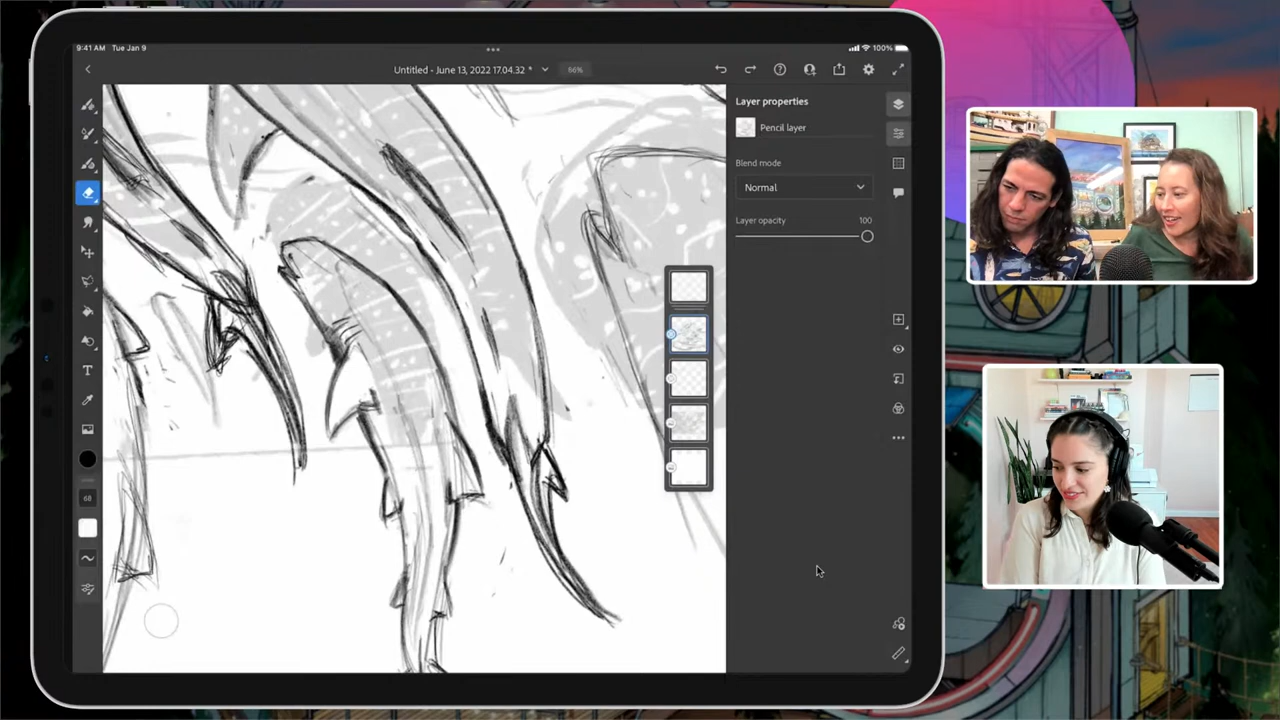 9:41 AM Tue Jan 9
100%
Untitled - June 13, 2022 17.04.32 *
66%
Layer properties
Pencil layer
Blend mode
Normal
Layer opacity
100
T
68